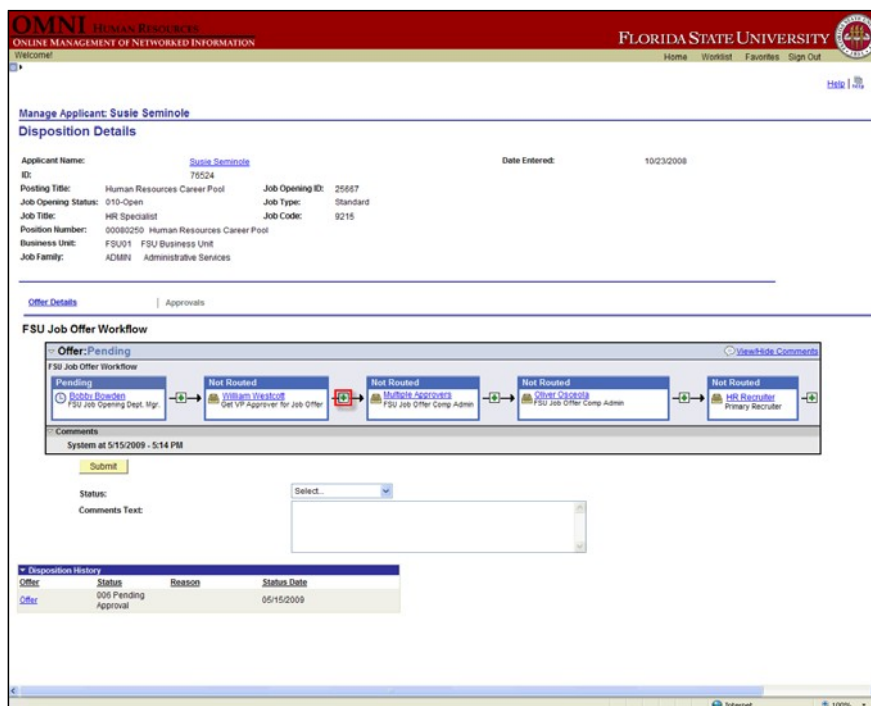 OMNI HUMAN RESOURCES
ONLINE MANAGEMENT OF NETWORKED INFORMATION
FLORIDA STATE UNIVERSITY
Welcome!
Home Worklist Favorites Sign Out
Help
Manage Applicant: Susie Seminole
Disposition Details
Applicant Name: Susie Seminole Date Entered: 10/23/2008
ID: 76524
Posting Title: Human Resources Career Pool Job Opening ID: 25667
Job Opening Status: 010-Open Job Type: Standard
Job Title: HR Specialist Job Code: 9215
Position Number: 00080250 Human Resources Career Pool
Business Unit: FSU01 FSU Business Unit
Job Family: ADMIN Administrative Services
Offer Details | Approvals
FSU Job Offer Workflow
Offer:Pending View/Hide Comments
FSU Job Offer Workflow
Pending Not Routed Not Routed Not Routed Not Routed
Bobby Bowden William Westcott Multiple Approvers Oliver Osceola HR Recruiter
FSU Job Opening Dept. Mgr. Get VP Approver for Job Offer FSU Job Offer Comp Admin FSU Job Offer Comp Admin Primary Recruiter
Comments
System at 5/15/2009 - 5:14 PM
Submit
Status: Select...
Comments Text:
Disposition History
Offer Status Reason Status Date
Offer 006 Pending Approval 05/15/2009
Internet 100%